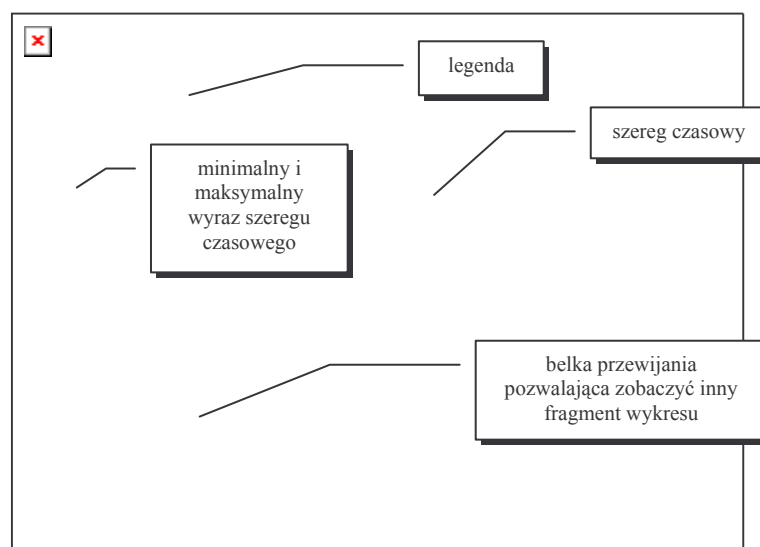 legenda
szereg czasowy
minimalny i
maksymalny
wyraz szeregu
czasowego
belka przewijania
pozwalająca zobaczyć inny
fragment wykresu